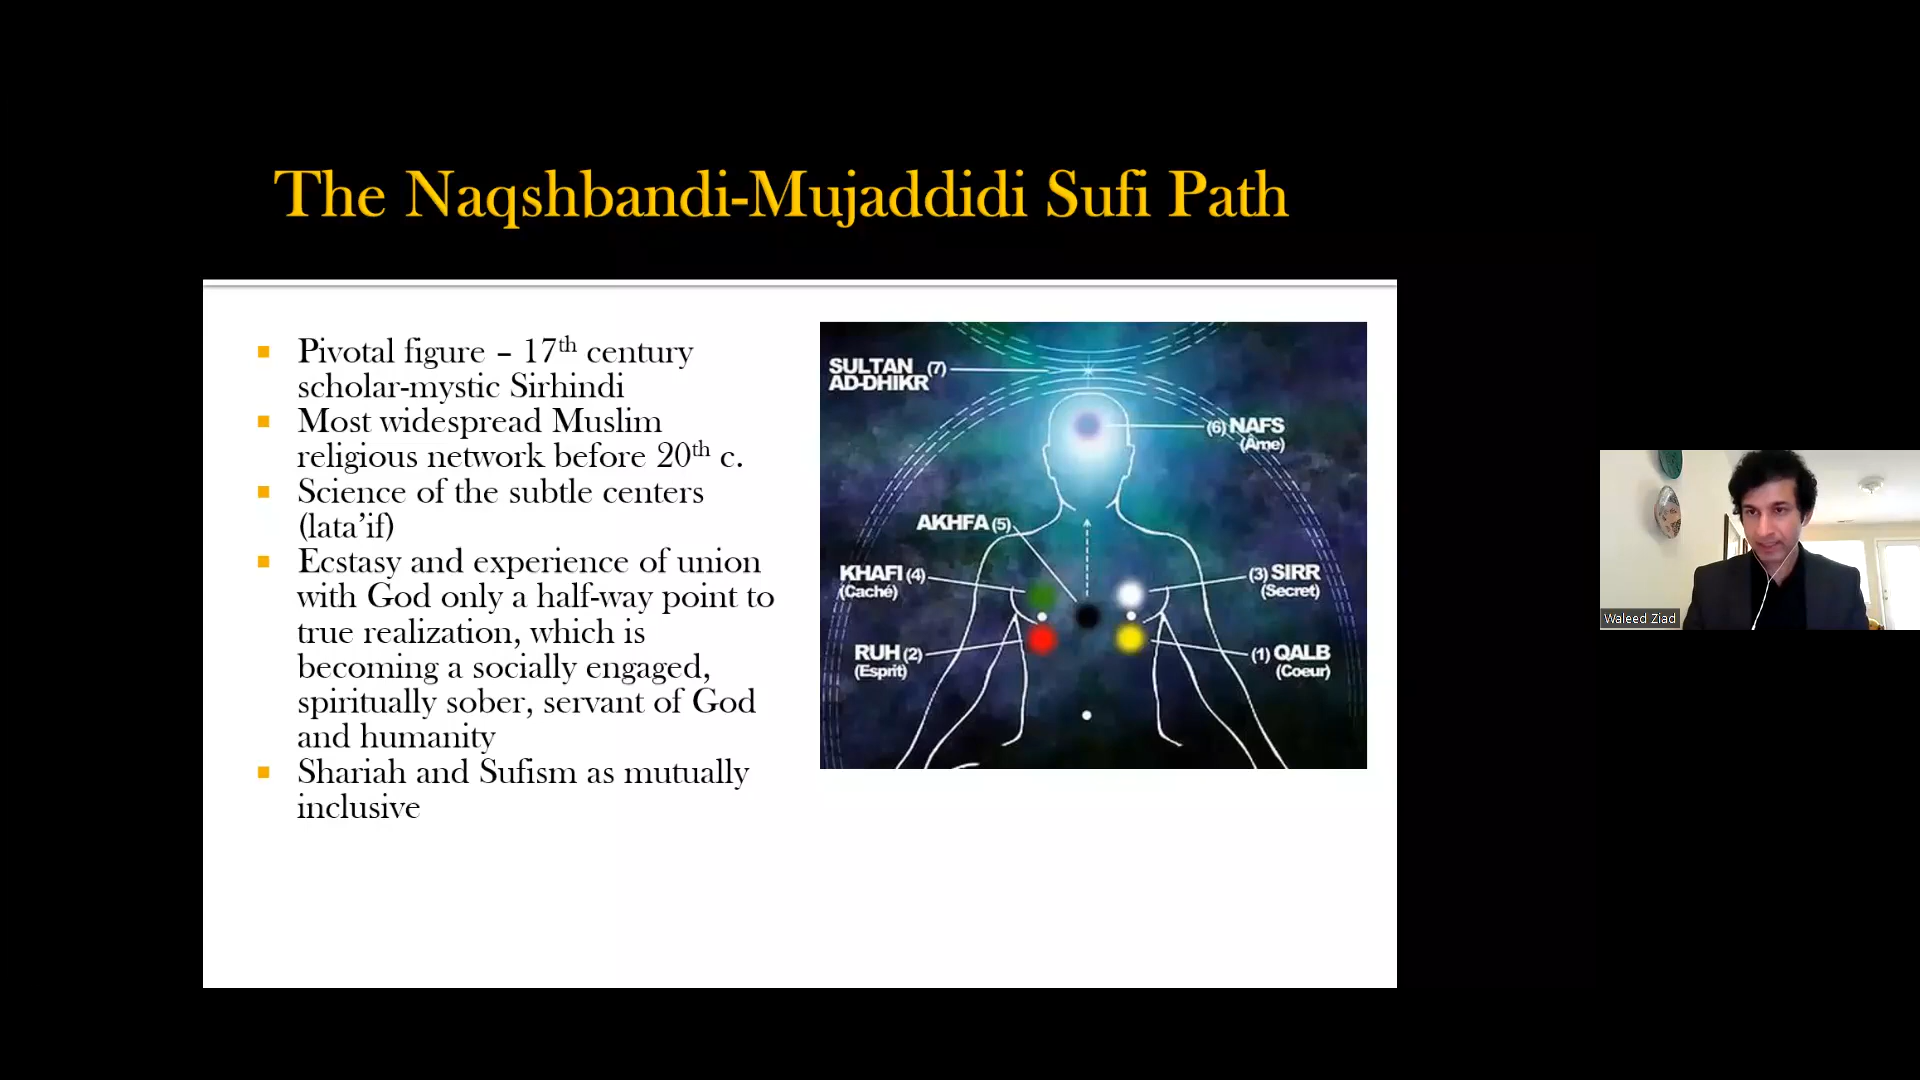 The Naqshbandi-Mujaddidi Sufi Path
Pivotal figure – 17th century
scholar-mystic Sirhindi
Most widespread Muslim
religious network before 20th c.
Science of the subtle centers
(lata’if)
Ecstasy and experience of union
with God only a half-way point to
true realization, which is
becoming a socially engaged,
spiritually sober, servant of God
and humanity
Shariah and Sufism as mutually
inclusive
SULTAN (7)
AD-DHIKR
(6) NAFS
(Âme)
AKHFA (5)
KHAFI (4)
(Caché)
(3) SIRR
(Secret)
RUH (2)
(Esprit)
(1) QALB
(Coeur)
Waleed Ziad